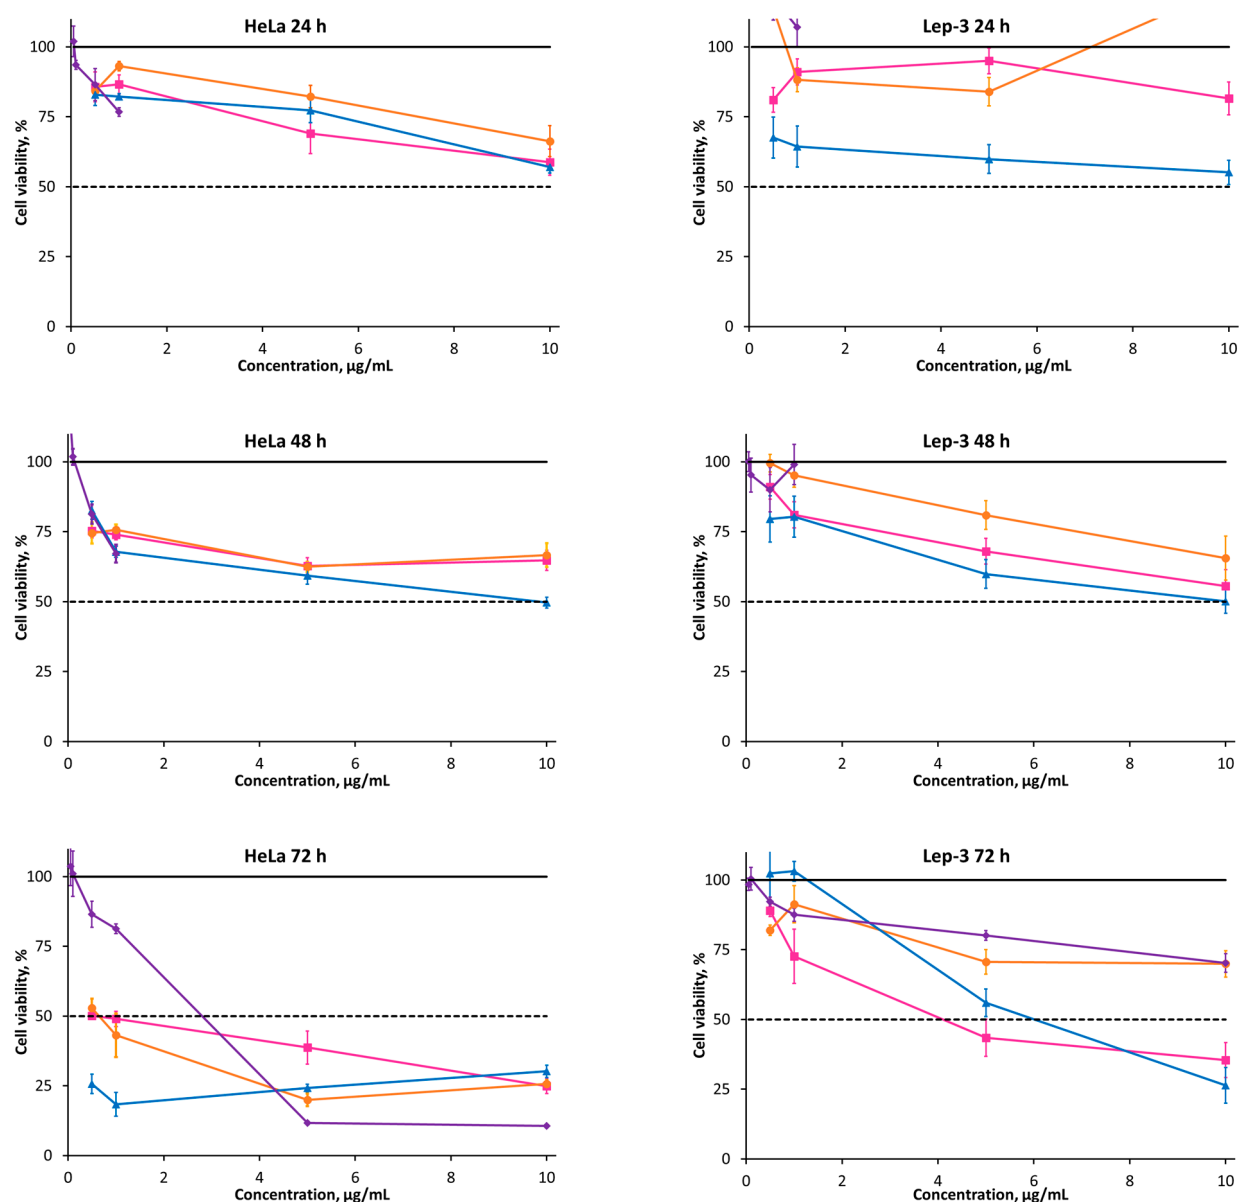 HeLa 24 h
100
75
50
25
0
Cell viability, %
0 2 4 6 8 10
Concentration, µg/mL
Lep-3 24 h
100
75
50
25
0
Cell viability, %
0 2 4 6 8 10
Concentration, µg/mL
HeLa 48 h
100
75
50
25
0
Cell viability, %
0 2 4 6 8 10
Concentration, µg/mL
Lep-3 48 h
100
75
50
25
0
Cell viability, %
0 2 4 6 8 10
Concentration, µg/mL
HeLa 72 h
100
75
50
25
0
Cell viability, %
0 2 4 6 8 10
Concentration, µg/mL
Lep-3 72 h
100
75
50
25
0
Cell viability, %
0 2 4 6 8 10
Concentration, µg/mL